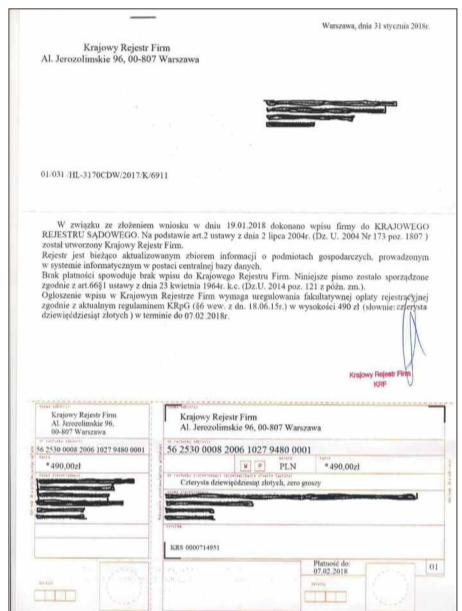 Warszawa, dnia 31 stycznia 2018r.
Krajowy Rejestr Firm
Al. Jerozolimskie 96, 00-807 Warszawa
01/031 /HL-3170CDW/2017/K/6911
W związku ze złożeniem wniosku w dniu 19.01.2018 dokonano wpisu firmy do KRAJOWEGO
REJESTRU SĄDOWEGO. Na podstawie art.2 ustawy z dnia 2 lipca 2004r. (Dz. U. 2004 Nr 173 poz. 1807 )
został utworzony Krajowy Rejestr Firm.
Rejestr jest bieżąco aktualizowanym zbiorem informacji o podmiotach gospodarczych, prowadzonym
w systemie informatycznym w postaci centralnej bazy danych.
Brak płatności spowoduje brak wpisu do Krajowego Rejestru Firm. Niniejsze pismo zostało sporządzone
zgodnie z art.66§1 ustawy z dnia 23 kwietnia 1964r. k.c. (Dz.U. 2014 poz. 121 z późn. zm.).
Ogłoszenie wpisu w Krajowym Rejestrze Firm wymaga uregulowania fakultatywnej opłaty rejestracyjnej
zgodnie z aktualnym regulaminem KRpG (§6 wew. z dn. 18.06.15r.) w wysokości 490 zł (słownie: czterysta
dziewięćdziesiąt złotych ) w terminie do 07.02.2018r.
Krajowy Rejestr Firm
KRF
Krajowy Rejestr Firm
Al. Jerozolimskie 96,
00-807 Warszawa
56 2530 0008 2006 1027 9480 0001
*490,00zł
Krajowy Rejestr Firm
Al. Jerozolimskie 96, 00-807 Warszawa
56 2530 0008 2006 1027 9480 0001
W P PLN *490,00zł
Czterysta dziewięćdziesiąt złotych, zero groszy
KRS 0000714951
Płatność do:
07.02.2018
01